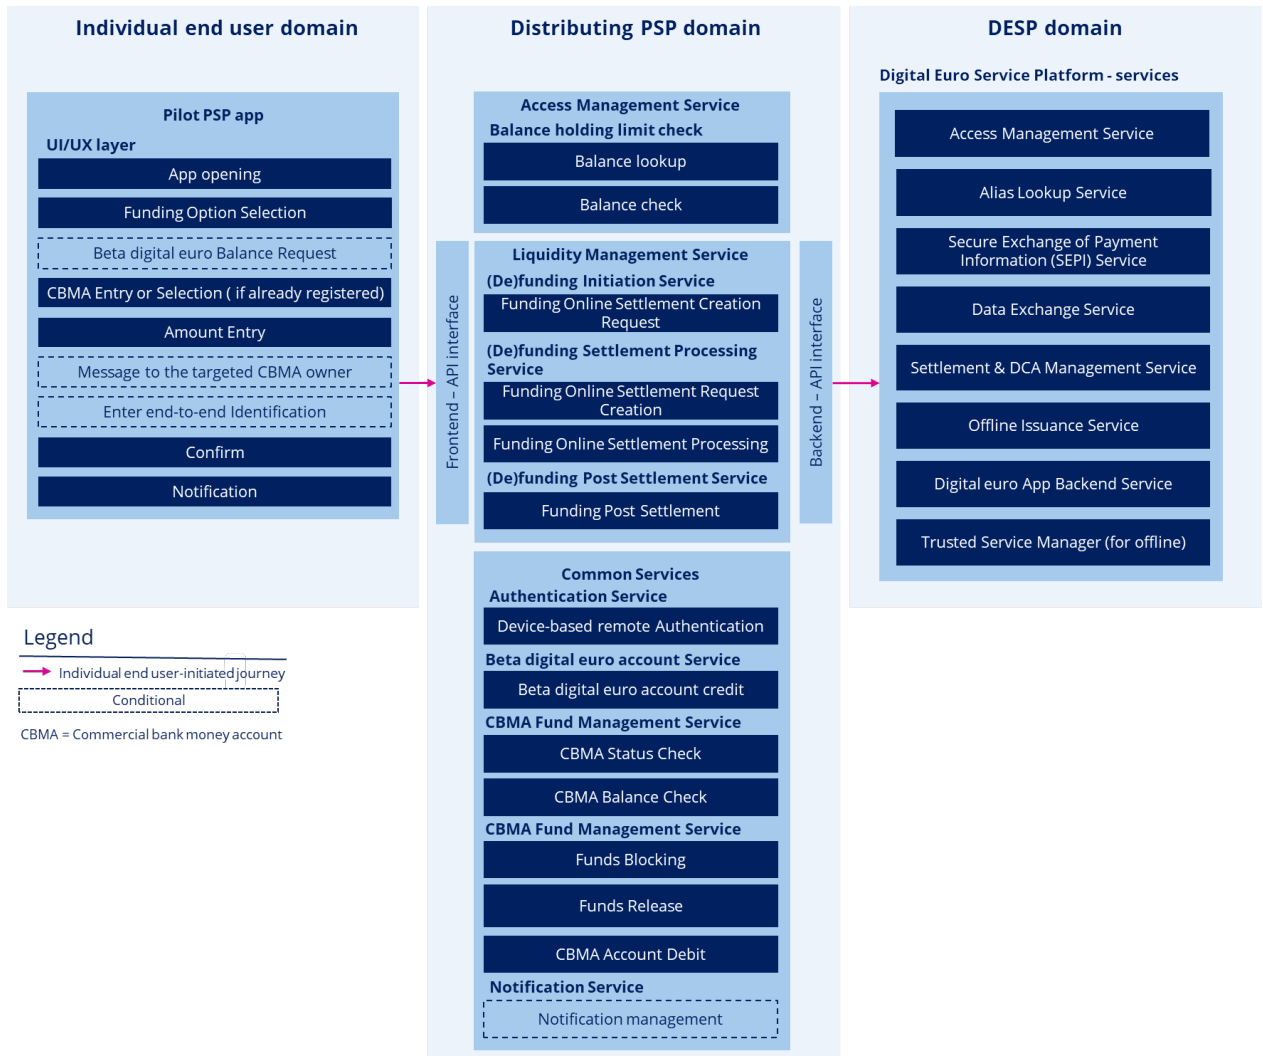 Individual end user domain
Pilot PSP app
UI/UX layer
App opening
Funding Option Selection
Beta digital euro Balance Request
CBMA Entry or Selection ( if already registered)
Amount Entry
Message to the targeted CBMA owner
Enter end-to-end Identification
Confirm
Notification
Distributing PSP domain
Frontend – API interface
Access Management Service
Balance holding limit check
Balance lookup
Balance check
Liquidity Management Service
(De)funding Initiation Service
Funding Online Settlement Creation
Request
(De)funding Settlement Processing
Service
Funding Online Settlement Request
Creation
Funding Online Settlement Processing
(De)funding Post Settlement Service
Funding Post Settlement
Common Services
Authentication Service
Device-based remote Authentication
Beta digital euro account Service
Beta digital euro account credit
CBMA Fund Management Service
CBMA Status Check
CBMA Balance Check
CBMA Fund Management Service
Funds Blocking
Funds Release
CBMA Account Debit
Notification Service
Notification management
Backend – API interface
DESP domain
Digital Euro Service Platform - services
Access Management Service
Alias Lookup Service
Secure Exchange of Payment
Information (SEPI) Service
Data Exchange Service
Settlement & DCA Management Service
Offline Issuance Service
Digital euro App Backend Service
Trusted Service Manager (for offline)
Legend
Individual end user-initiated journey
Conditional
CBMA = Commercial bank money account